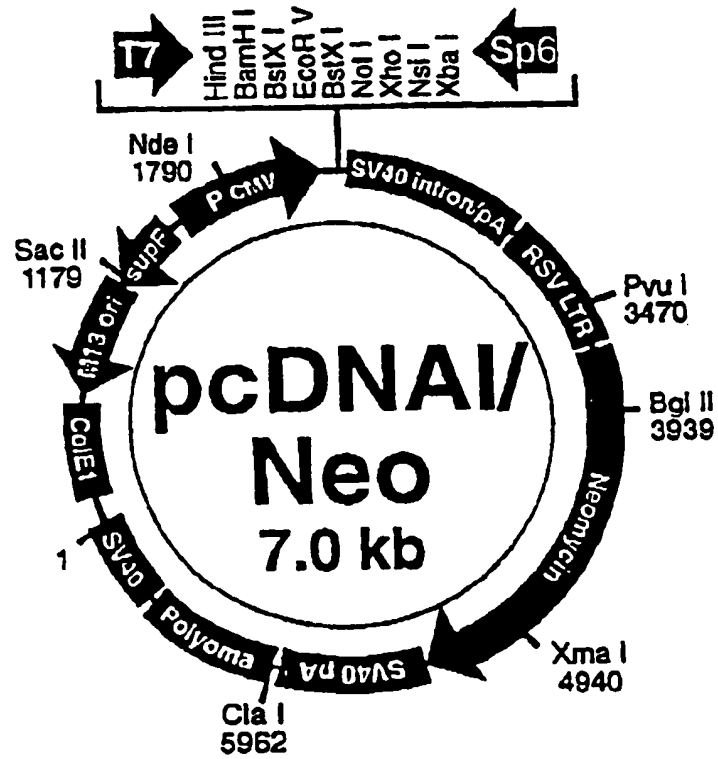 T7
Hind III
BamH I
BstX I
EcoR V
BstX I
Not I
Xho I
Nsi I
Xba I
Sp6
Nde I
1790
P CMV
SV40 intron/pA
supF
RSV LTR
Sac II
1179
Pvu I
3470
M13 ori
pcDNAI/
Neo
7.0 kb
Bgl II
3939
ColE1
Neomycin
1
SV40
Polyoma
SV40 pA
Xma I
4940
Cla I
5962